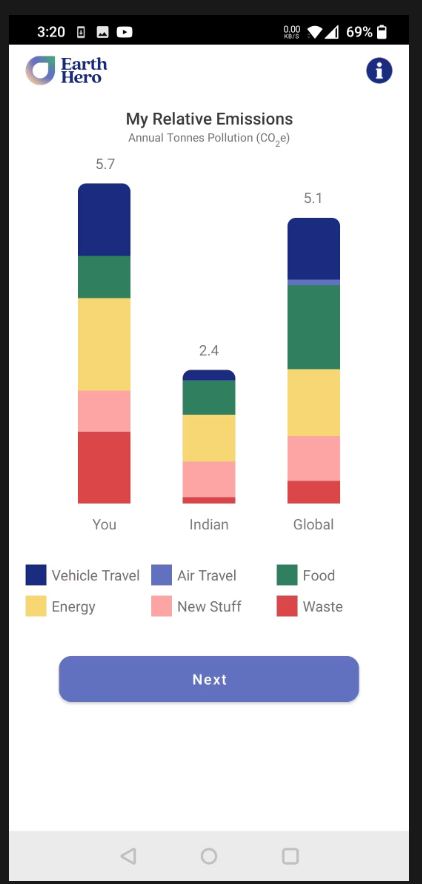 3:20
0.00
KB/S
69%
Earth
Hero
i
My Relative Emissions
Annual Tonnes Pollution (CO₂e)
5.7
5.1
2.4
You Indian Global
Vehicle Travel Air Travel Food
Energy New Stuff Waste
Next